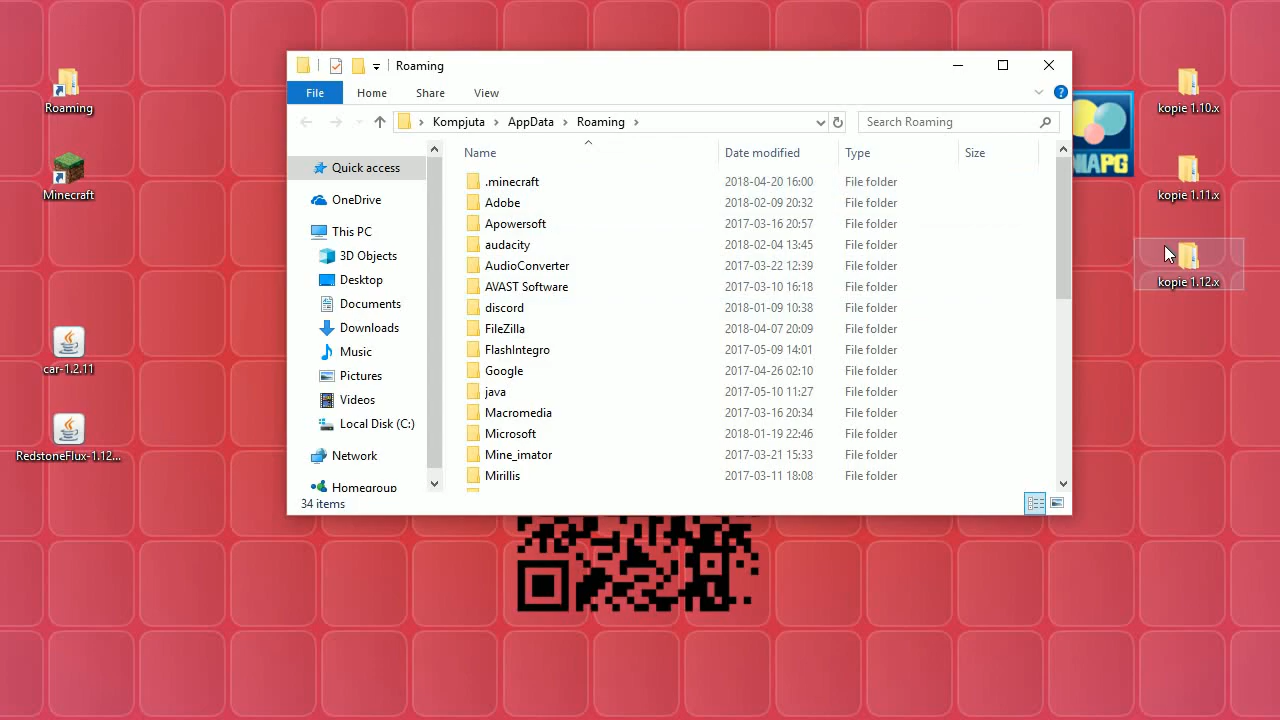 Roaming
File
Home
Share
View
Kompjuta
AppData
Roaming
Search Roaming
Name
Date modified
Type
Size
Quick access
OneDrive
This PC
3D Objects
Desktop
Documents
Downloads
Music
Pictures
Videos
Local Disk (C:)
Network
Homegroup
.minecraft 2018-04-20 16:00 File folder
Adobe 2018-02-09 20:32 File folder
Apowersoft 2017-03-16 20:57 File folder
audacity 2018-02-04 13:45 File folder
AudioConverter 2017-03-22 12:39 File folder
AVAST Software 2017-03-10 16:18 File folder
discord 2018-01-09 10:38 File folder
FileZilla 2018-04-07 20:09 File folder
FlashIntegro 2017-05-09 14:01 File folder
Google 2017-04-26 02:10 File folder
java 2017-05-10 11:27 File folder
Macromedia 2017-03-16 20:34 File folder
Microsoft 2018-01-19 22:46 File folder
Mine_imator 2017-03-21 15:33 File folder
Mirillis 2017-03-11 18:08 File folder
34 items
Roaming
Minecraft
car-1.2.11
RedstoneFlux-1.12...
kopie 1.10.x
kopie 1.11.x
kopie 1.12.x
NIAPG